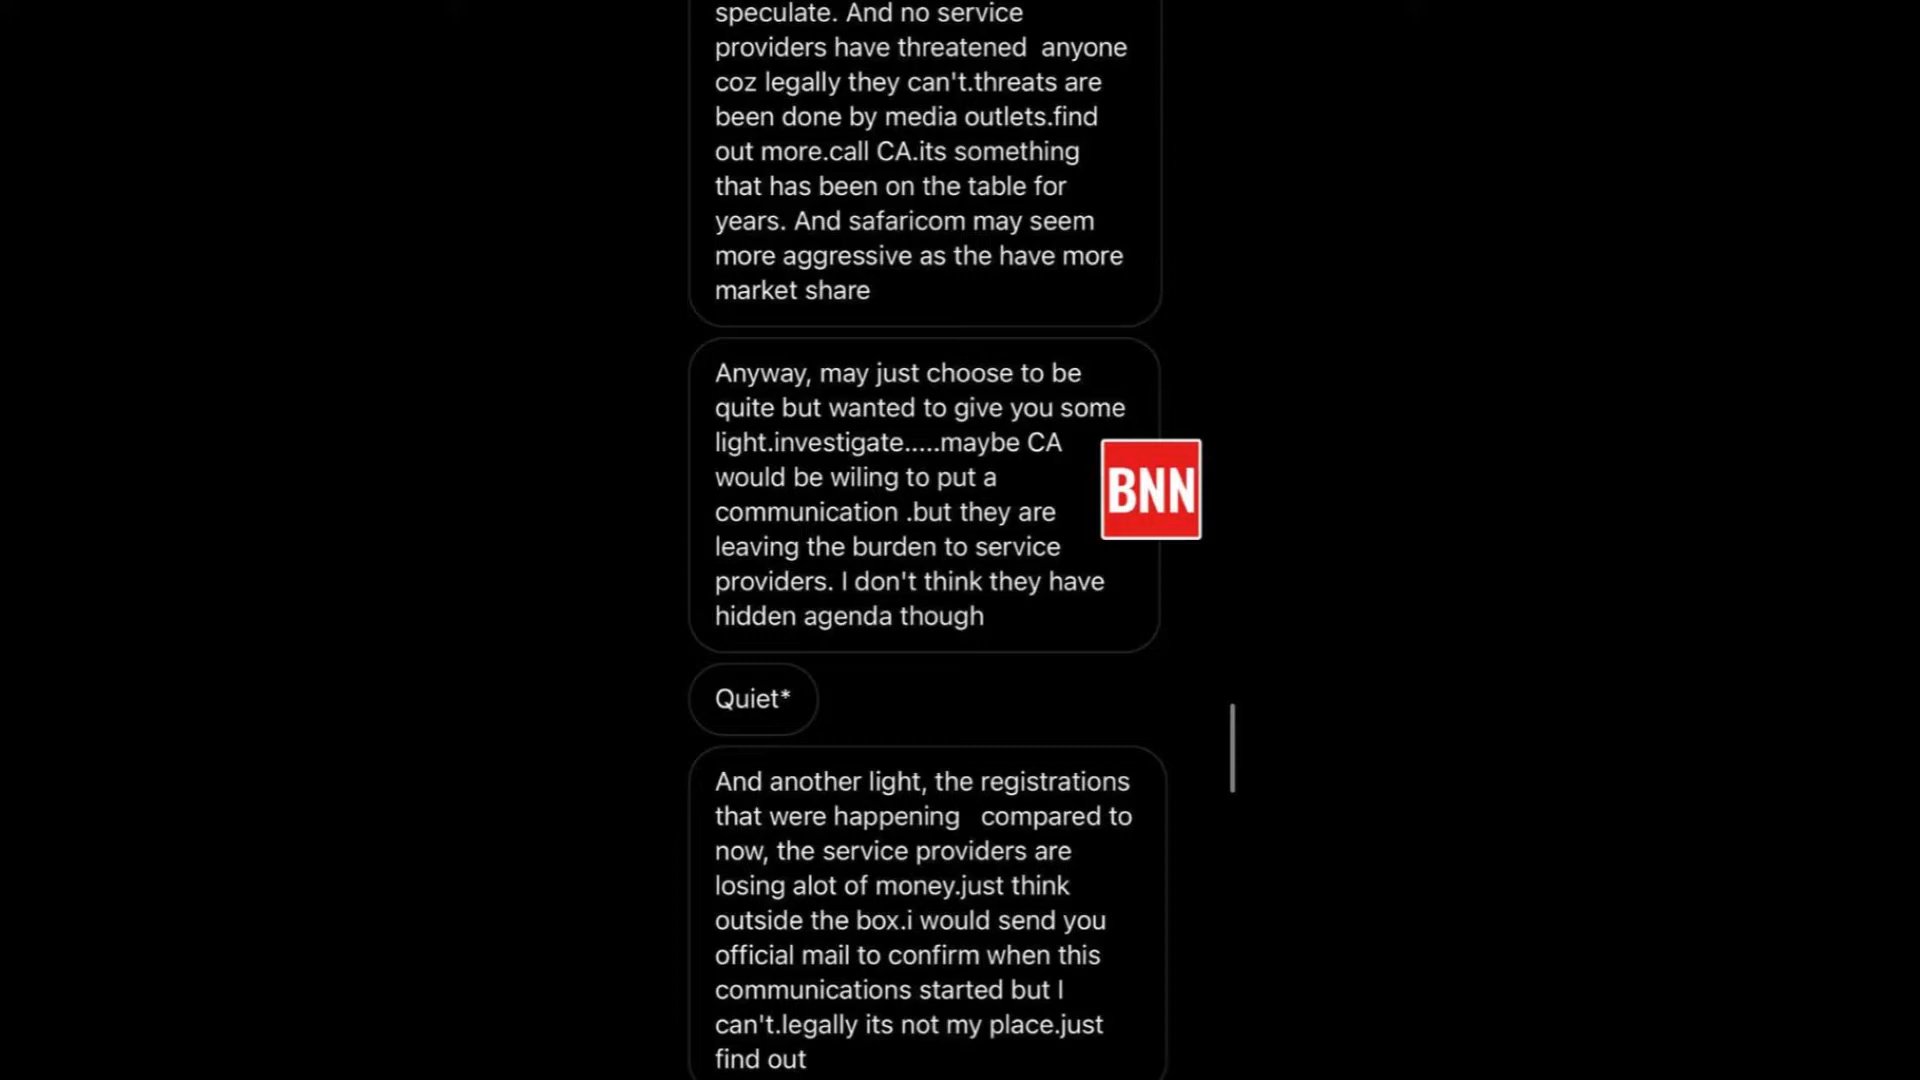 speculate. And no service
providers have threatened  anyone
coz legally they can't.threats are
been done by media outlets.find
out more.call CA.its something
that has been on the table for
years. And safaricom may seem
more aggressive as the have more
market share
Anyway, may just choose to be
quite but wanted to give you some
light.investigate.....maybe CA
would be wiling to put a
communication .but they are
leaving the burden to service
providers. I don't think they have
hidden agenda though
BNN
Quiet*
And another light, the registrations
that were happening   compared to
now, the service providers are
losing alot of money.just think
outside the box.i would send you
official mail to confirm when this
communications started but I
can't.legally its not my place.just
find out